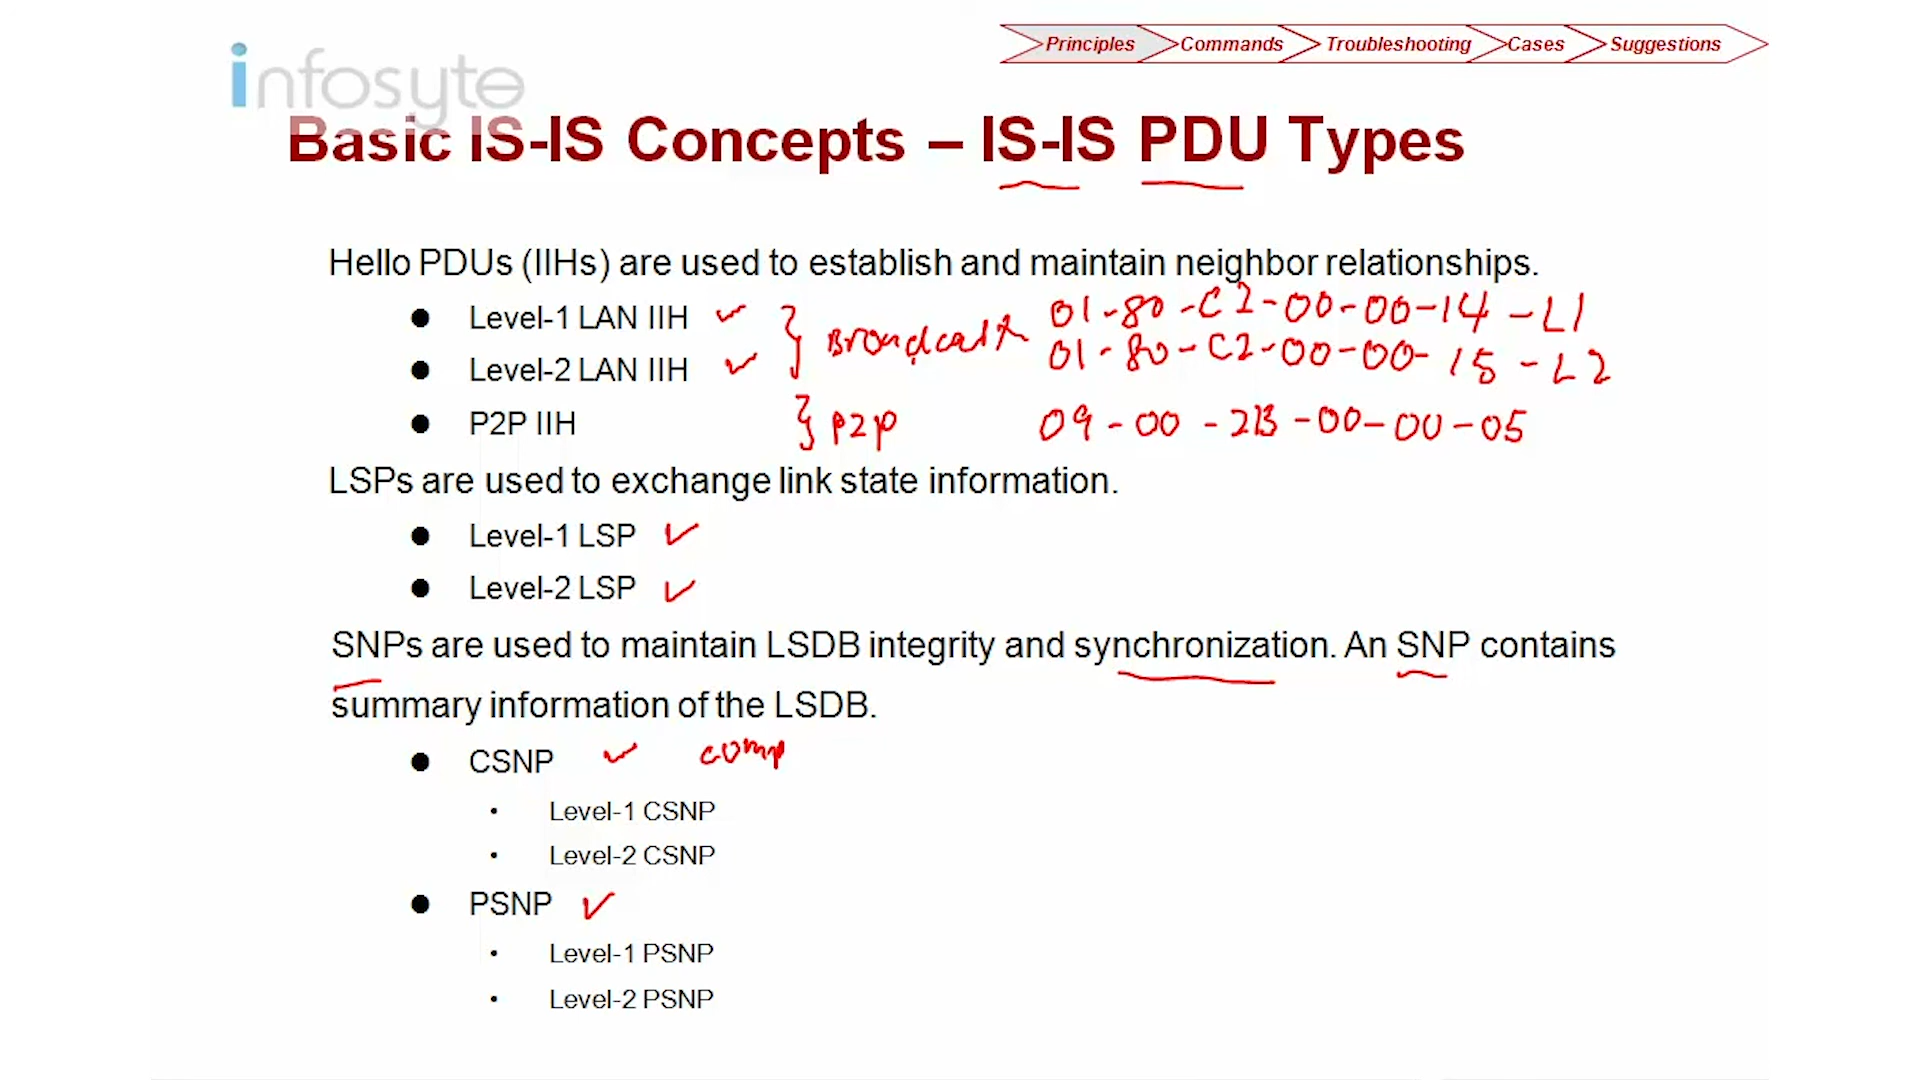 Principles Commands Troubleshooting Cases Suggestions
infosyte
Basic IS-IS Concepts – IS-IS PDU Types
Hello PDUs (IIHs) are used to establish and maintain neighbor relationships.
● Level-1 LAN IIH ✓ } Broadcast 01-80-C2-00-00-14 - L1
● Level-2 LAN IIH ✓ 01-80-C2-00-00-15 - L2
● P2P IIH } P2P 09-00-2B-00-00-05
LSPs are used to exchange link state information.
● Level-1 LSP ✓
● Level-2 LSP ✓
SNPs are used to maintain LSDB integrity and synchronization. An SNP contains
summary information of the LSDB.
● CSNP ✓ comp
• Level-1 CSNP
• Level-2 CSNP
● PSNP ✓
• Level-1 PSNP
• Level-2 PSNP